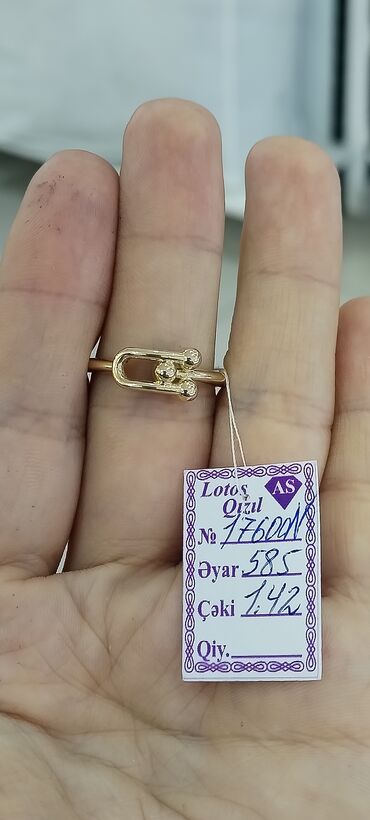 Lotos
Qızıl
AS
№ 17600N
Əyar. 585
Çəki 1.42
Qiy.